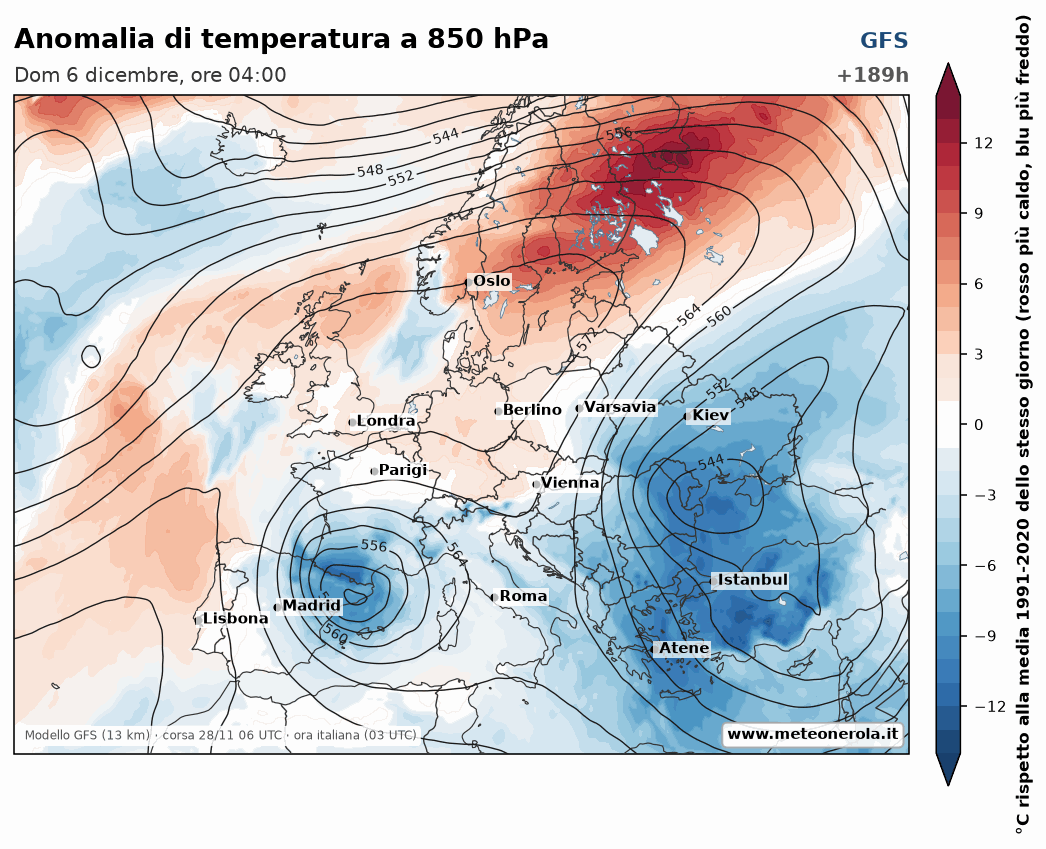 Anomalia di temperatura a 850 hPa
GFS
Dom 6 dicembre, ore 04:00
+189h
544
556
548
552
Oslo
564
560
572
552
548
Berlino
Varsavia
Kiev
Londra
544
Parigi
Vienna
556
564
Istanbul
Roma
Madrid
Lisbona
560
Atene
Modello GFS (13 km) · corsa 28/11 06 UTC · ora italiana (03 UTC)
www.meteonerola.it
12
9
6
3
0
−3
−6
−9
−12
°C rispetto alla media 1991-2020 dello stesso giorno (rosso più caldo, blu più freddo)